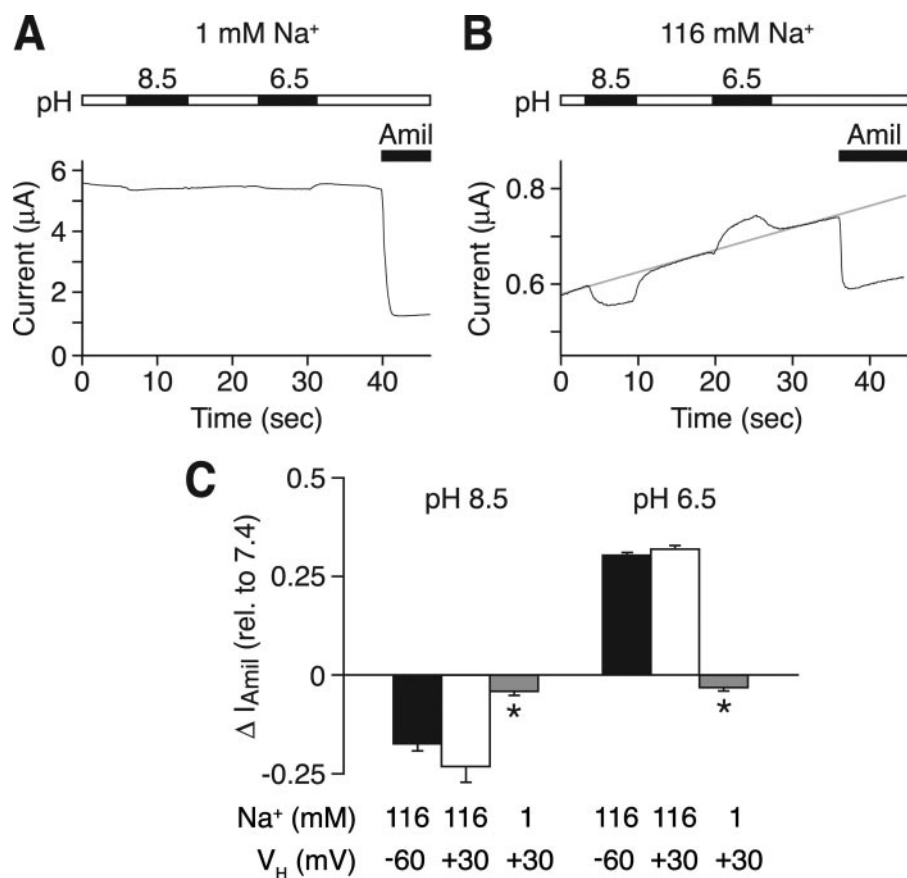 A
1 mM Na⁺
8.5 6.5
pH
Amil
6
4
2
0
Current (μA)
0 10 20 30 40
Time (sec)
B
116 mM Na⁺
8.5 6.5
pH
Amil
0.8
0.6
Current (μA)
0 10 20 30 40
Time (sec)
C
pH 8.5 pH 6.5
0.5
0.25
0
-0.25
Δ I_Amil (rel. to 7.4)
* *
Na⁺ (mM) 116 116 1 116 116 1
V_H (mV) -60 +30 +30 -60 +30 +30